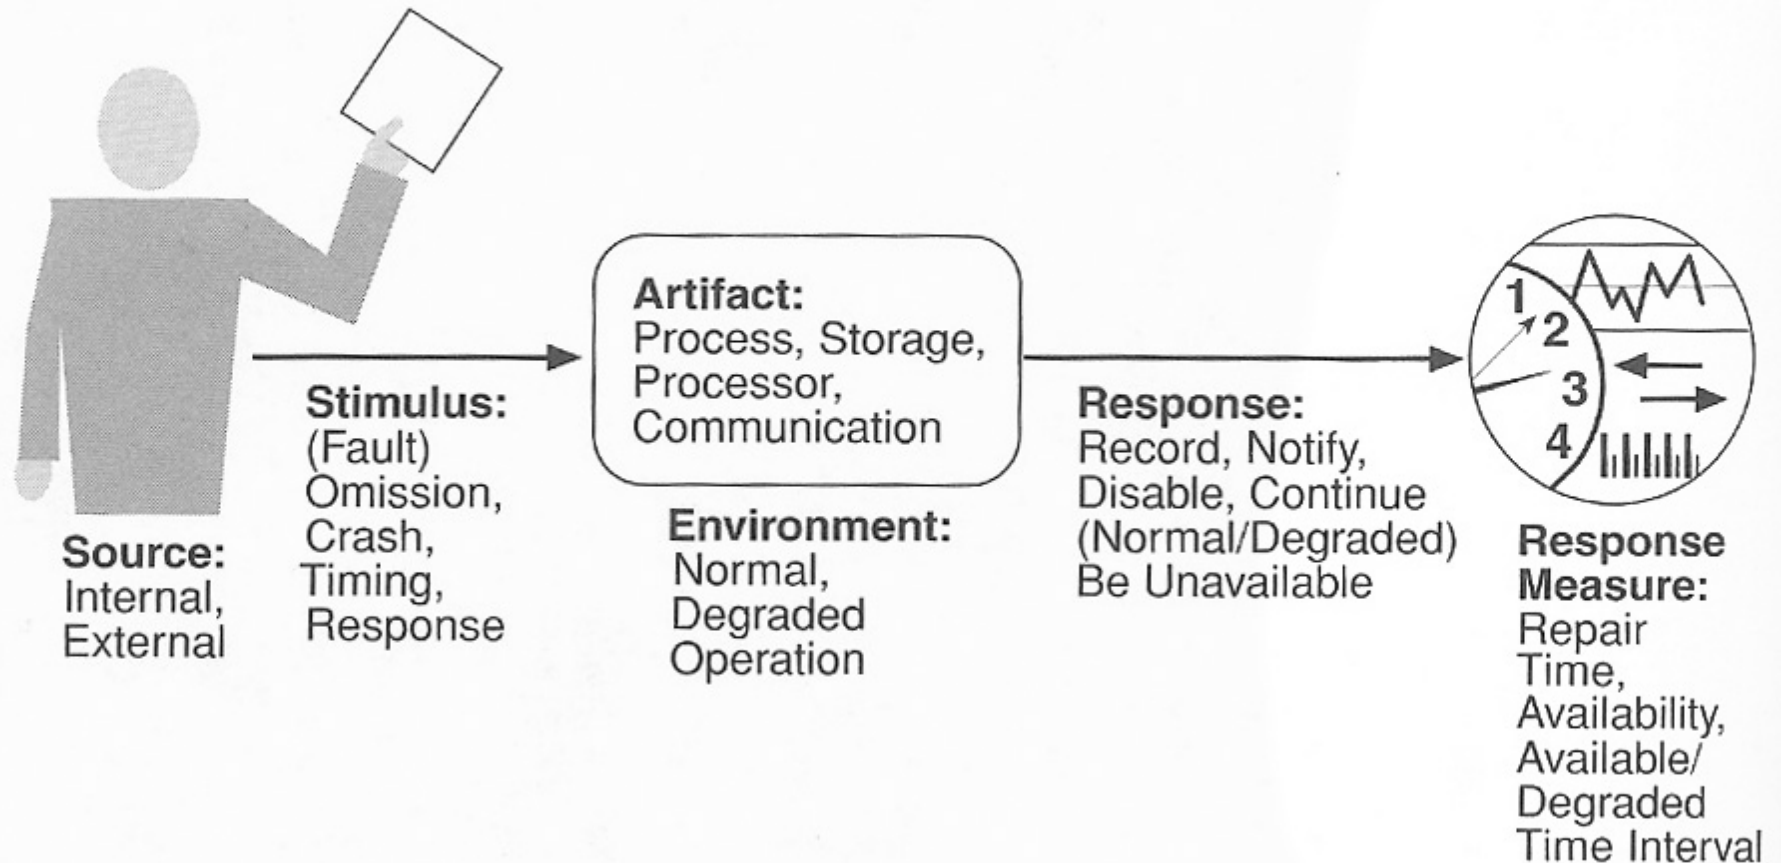 Source:
Internal,
External
Stimulus:
(Fault)
Omission,
Crash,
Timing,
Response
Artifact:
Process, Storage,
Processor,
Communication
Environment:
Normal,
Degraded
Operation
Response:
Record, Notify,
Disable, Continue
(Normal/Degraded)
Be Unavailable
1
2
3
4
Response
Measure:
Repair
Time,
Availability,
Available/
Degraded
Time Interval